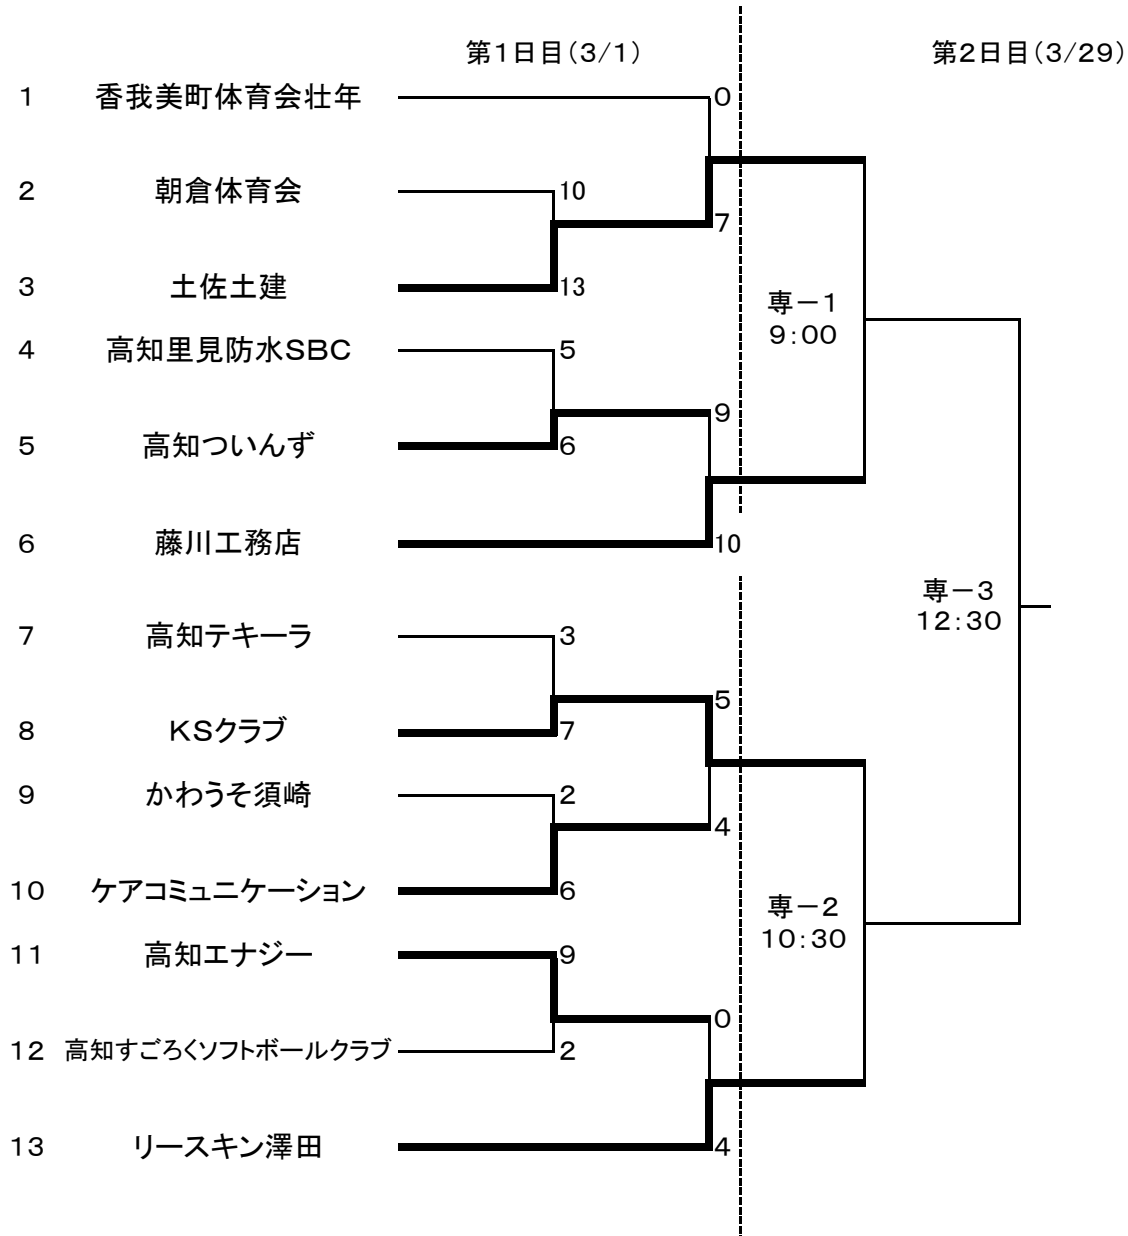 第1日目(3/1)
第2日目(3/29)
1 香我美町体育会壮年 0
2 朝倉体育会 10
7
3 土佐土建 13
専－1
9:00
4 高知里見防水SBC 5
9
5 高知ついんず 6
6 藤川工務店 10
専－3
12:30
7 高知テキーラ 3
5
8 KSクラブ 7
9 かわうそ須崎 2
4
10 ケアコミュニケーション 6
専－2
10:30
11 高知エナジー 9
0
12 高知すごろくソフトボールクラブ 2
13 リースキン澤田 4